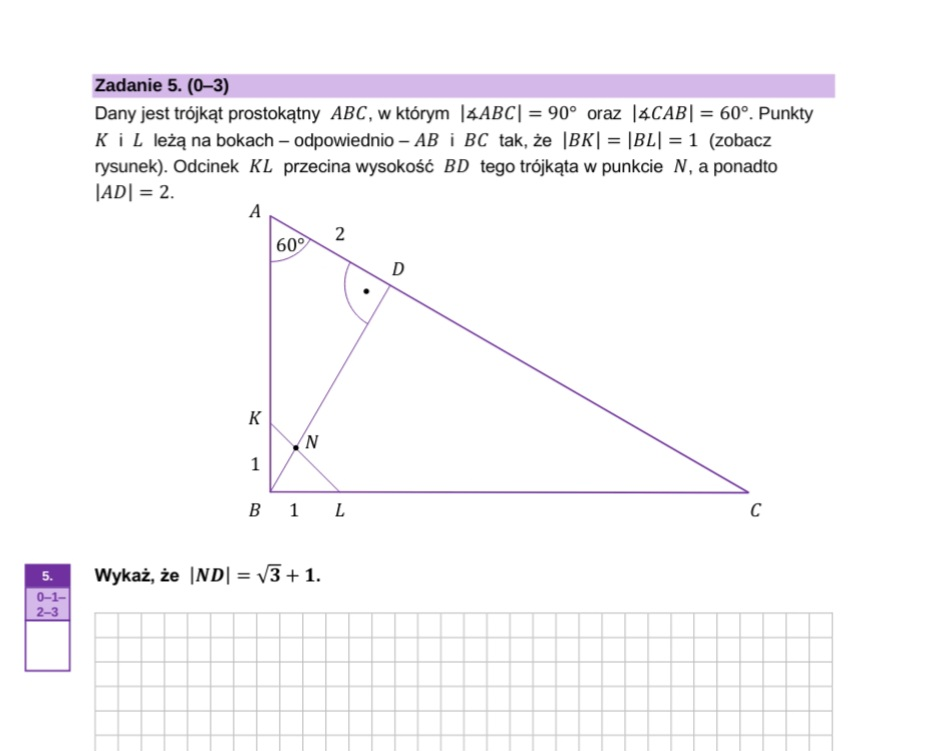 Zadanie 5. (0–3)
Dany jest trójkąt prostokątny ABC, w którym |∡ABC| = 90° oraz |∡CAB| = 60°. Punkty
K i L leżą na bokach – odpowiednio – AB i BC tak, że |BK| = |BL| = 1 (zobacz
rysunek). Odcinek KL przecina wysokość BD tego trójkąta w punkcie N, a ponadto
|AD| = 2.
A
2
60°
D
K
N
1
B 1 L C
5.
Wykaż, że |ND| = √3 + 1.
0–1–
2–3